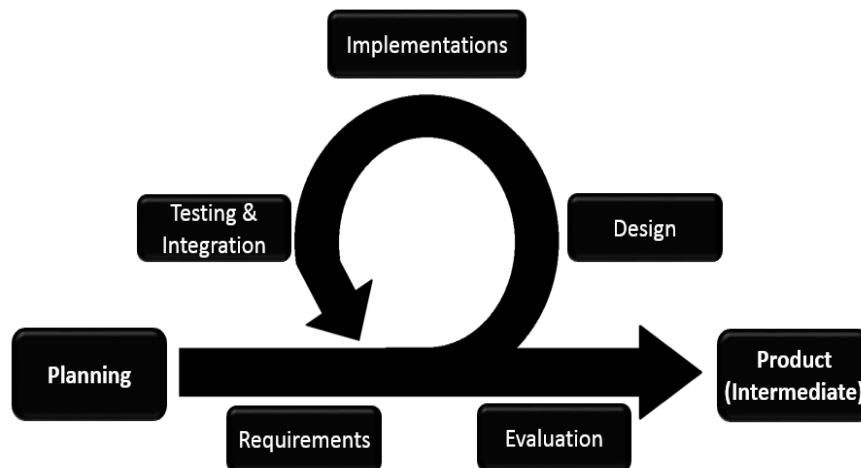 Implementations
Testing &
Integration
Design
Planning
Product
(Intermediate)
Requirements
Evaluation